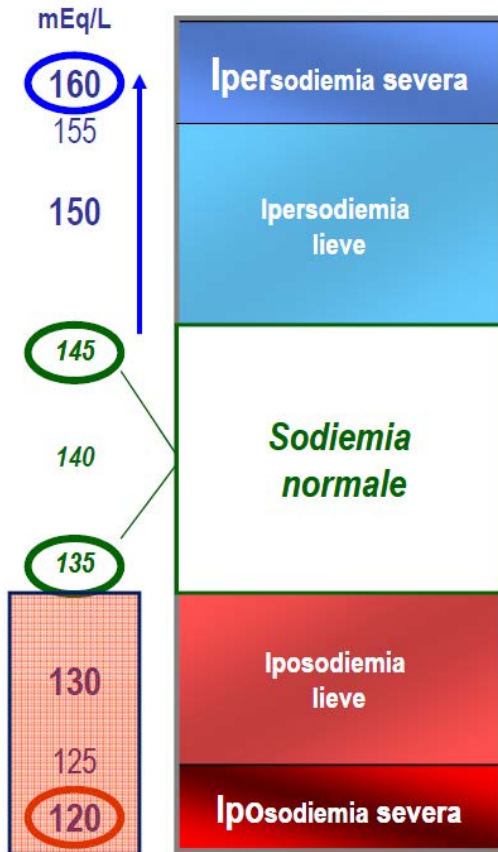 mEq/L
160
Ipersodiemia severa
155
150
Ipersodiemia
lieve
145
140
Sodiemia
normale
135
130
Iposodiemia
lieve
125
120
Iposodiemia severa